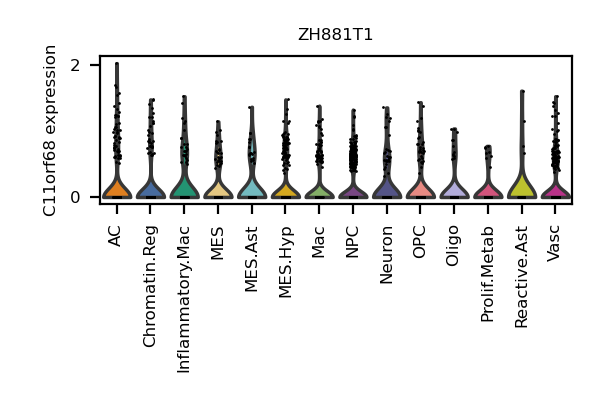 ZH881T1
C11orf68 expression
2
0
AC
Chromatin.Reg
Inflammatory.Mac
MES
MES.Ast
MES.Hyp
Mac
NPC
Neuron
OPC
Oligo
Prolif.Metab
Reactive.Ast
Vasc